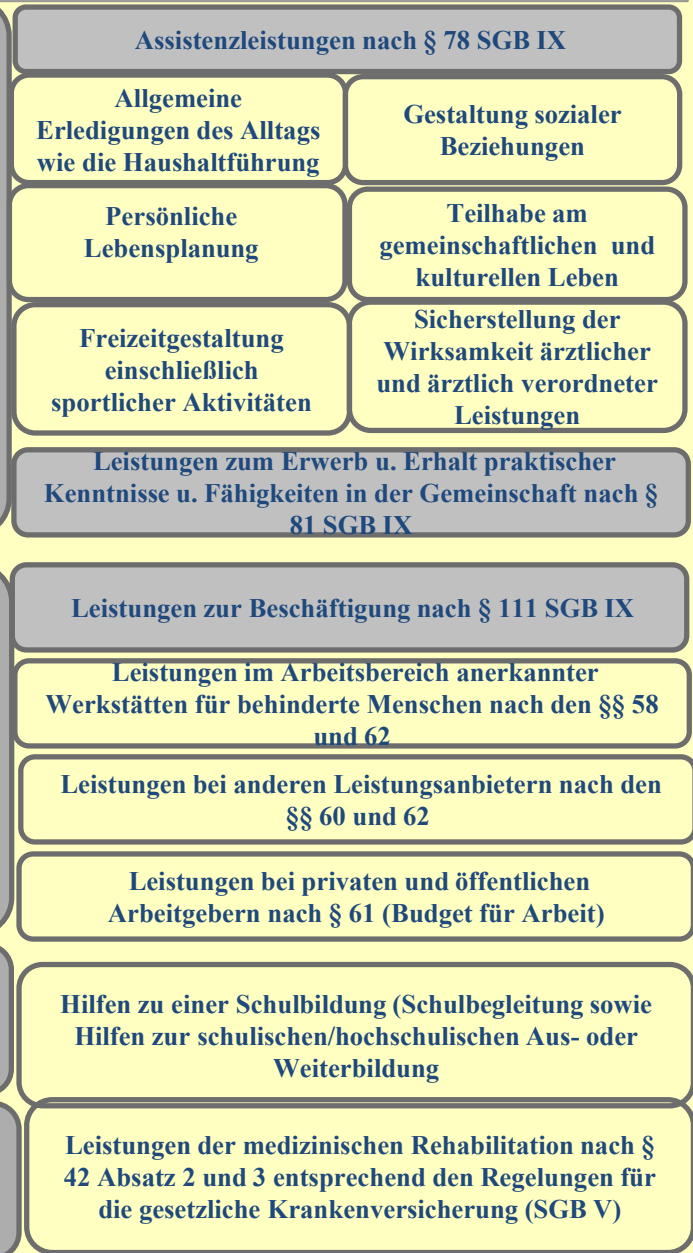 Assistenzleistungen nach § 78 SGB IX
Allgemeine
Erledigungen des Alltags
wie die Haushaltführung
Gestaltung sozialer
Beziehungen
Persönliche
Lebensplanung
Teilhabe am
gemeinschaftlichen und
kulturellen Leben
Freizeitgestaltung
einschließlich
sportlicher Aktivitäten
Sicherstellung der
Wirksamkeit ärztlicher
und ärztlich verordneter
Leistungen
Leistungen zum Erwerb u. Erhalt praktischer
Kenntnisse u. Fähigkeiten in der Gemeinschaft nach §
81 SGB IX
Leistungen zur Beschäftigung nach § 111 SGB IX
Leistungen im Arbeitsbereich anerkannter
Werkstätten für behinderte Menschen nach den §§ 58
und 62
Leistungen bei anderen Leistungsanbietern nach den
§§ 60 und 62
Leistungen bei privaten und öffentlichen
Arbeitgebern nach § 61 (Budget für Arbeit)
Hilfen zu einer Schulbildung (Schulbegleitung sowie
Hilfen zur schulischen/hochschulischen Aus- oder
Weiterbildung
Leistungen der medizinischen Rehabilitation nach §
42 Absatz 2 und 3 entsprechend den Regelungen für
die gesetzliche Krankenversicherung (SGB V)